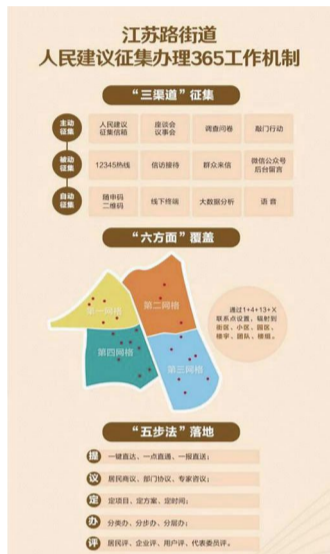 江苏路街道
人民建议征集办理365工作机制
“三渠道”征集
主动
征集
人民建议
征集信箱
座谈会
议事会
调查问卷
敲门行动
被动
征集
12345热线
信访接待
群众来信
微信公众号
后台留言
自动
征集
随申码
二维码
线下终端
大数据分析
语音
“六方面”覆盖
第一网格
第二网格
第四网格
第三网格
通过1+4+13+X
联系点设置，辐射到
街区、小区、园区、
楼宇、团队、楼组。
“五步法”落地
提
一键直达、一点直通、一报直送；
议
居民商议、部门协议、专家咨议；
定
定项目、定方案、定时间；
办
分类办、分步办、分层办；
评
居民评、企业评、用户评、代表委员评。